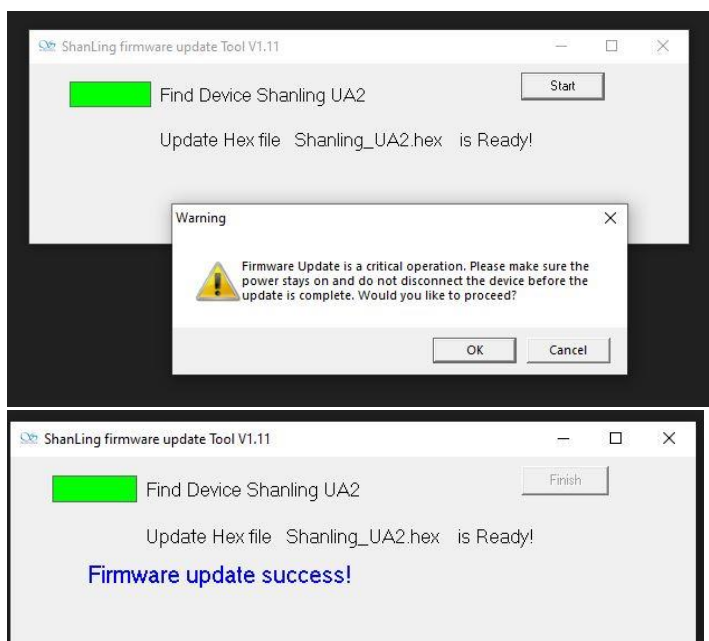 ShanLing firmware update Tool V1.11
Find Device Shanling UA2
Start
Update Hex file Shanling_UA2.hex is Ready!
Warning
Firmware Update is a critical operation. Please make sure the
power stays on and do not disconnect the device before the
update is complete. Would you like to proceed?
OK
Cancel
ShanLing firmware update Tool V1.11
Find Device Shanling UA2
Finish
Update Hex file Shanling_UA2.hex is Ready!
Firmware update success!